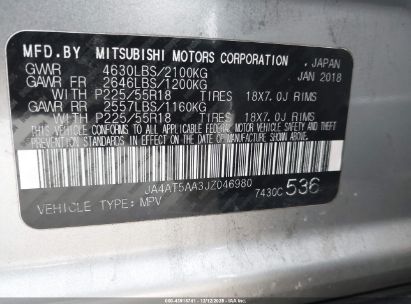 MFD.BY MITSUBISHI MOTORS CORPORATION, JAPAN
GVWR 4630LBS/2100KG JAN 2018
GAWR FR 2646LBS/1200KG
WITH P225/55R18 TIRES 18X7.0J RIMS
GAWR RR 2557LBS/1160KG
WITH P225/55R18 TIRES 18X7.0J RIMS
THIS VEHICLE CONFORMS TO ALL APPLICABLE
FEDERAL MOTOR VEHICLE SAFETY AND THEFT
PREVENTION STANDARDS IN EFFECT ON THE DATE OF MANUFACTURE SHOWN ABOVE.
JA4AT5AA3JZ046980
VEHICLE TYPE: MPV 7430C 536